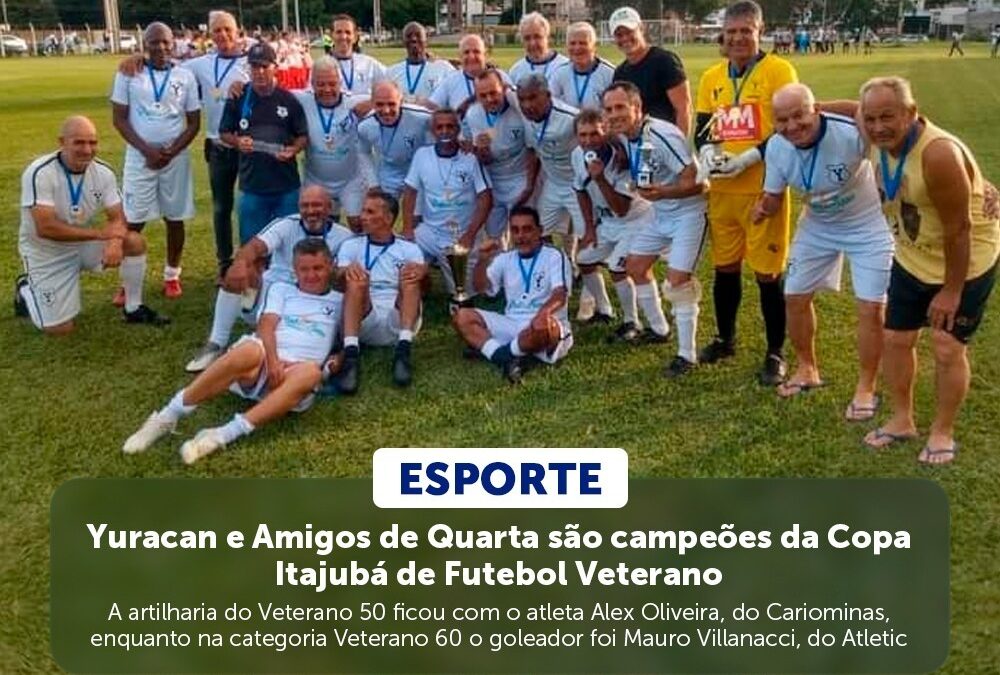 MM
ESPORTE
Yuracan e Amigos de Quarta são campeões da Copa
Itajubá de Futebol Veterano
A artilharia do Veterano 50 ficou com o atleta Alex Oliveira, do Cariominas,
enquanto na categoria Veterano 60 o goleador foi Mauro Villanacci, do Atletic